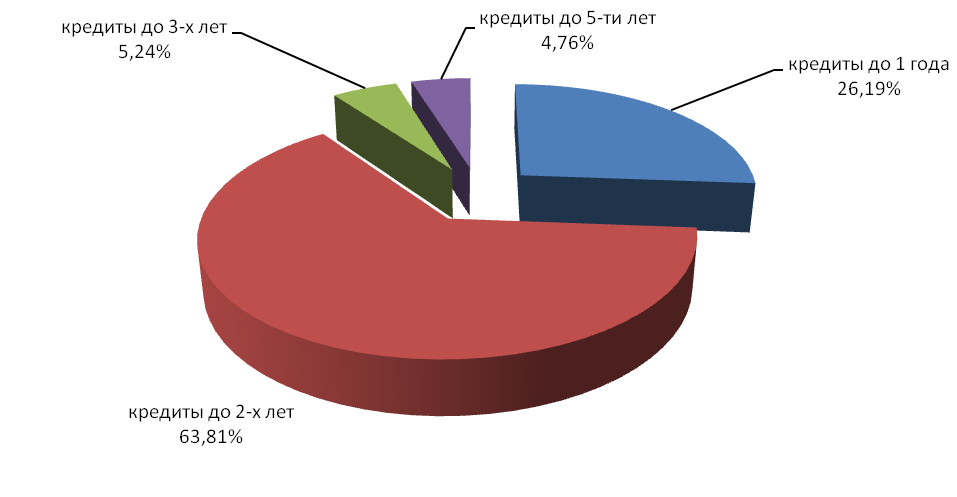 кредиты до 3-х лет
5,24%
кредиты до 5-ти лет
4,76%
кредиты до 1 года
26,19%
кредиты до 2-х лет
63,81%